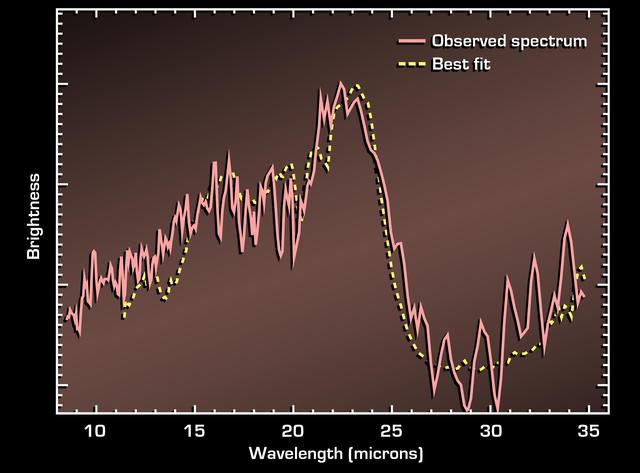 Observed spectrum
Best fit
Brightness
10 15 20 25 30 35
Wavelength (microns)